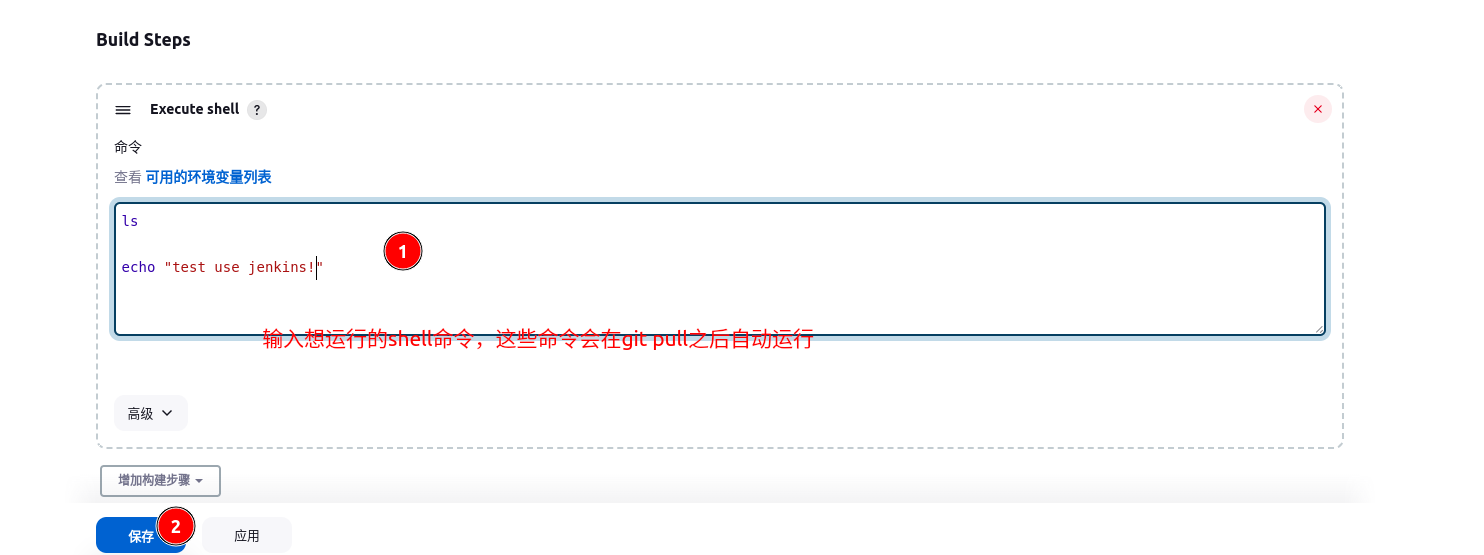 Build Steps
Execute shell ?
命令
查看 可用的环境变量列表
ls
1
echo "test use jenkins!"
输入想运行的shell命令，这些命令会在git pull之后自动运行
高级
增加构建步骤
保存 2 应用